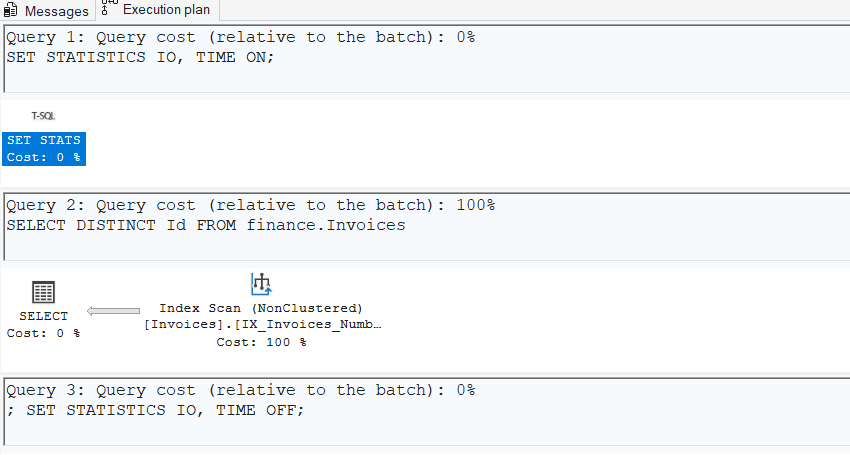 Messages Execution plan
Query 1: Query cost (relative to the batch): 0%
SET STATISTICS IO, TIME ON;
T-SQL
SET STATS
Cost: 0 %
Query 2: Query cost (relative to the batch): 100%
SELECT DISTINCT Id FROM finance.Invoices
SELECT
Cost: 0 %
Index Scan (NonClustered)
[Invoices].[IX_Invoices_Numb…
Cost: 100 %
Query 3: Query cost (relative to the batch): 0%
; SET STATISTICS IO, TIME OFF;